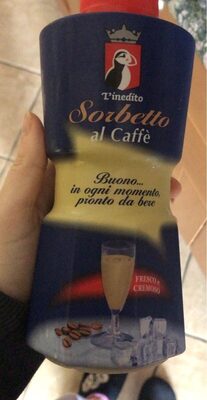 L'inedito
Sorbetto
al Caffè
Buono...
in ogni momento,
pronto da bere
FRESCO e
CREMOSO